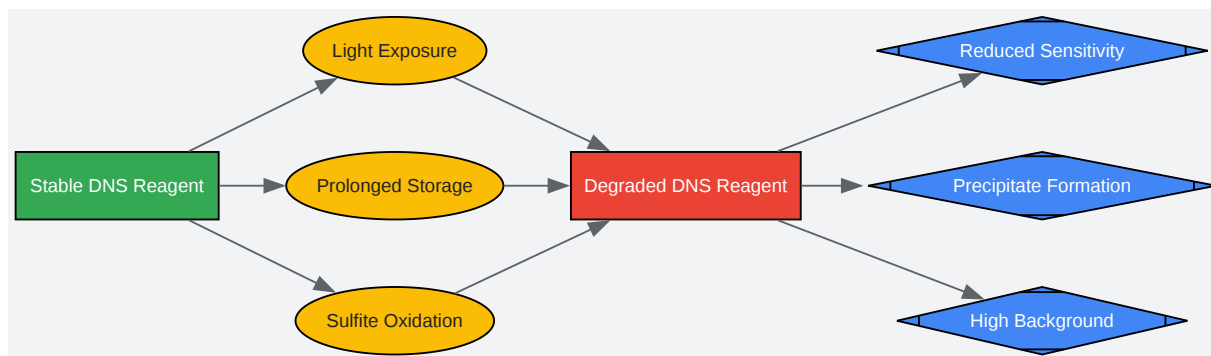 Light Exposure
Reduced Sensitivity
Stable DNS Reagent
Prolonged Storage
Degraded DNS Reagent
Precipitate Formation
Sulfite Oxidation
High Background